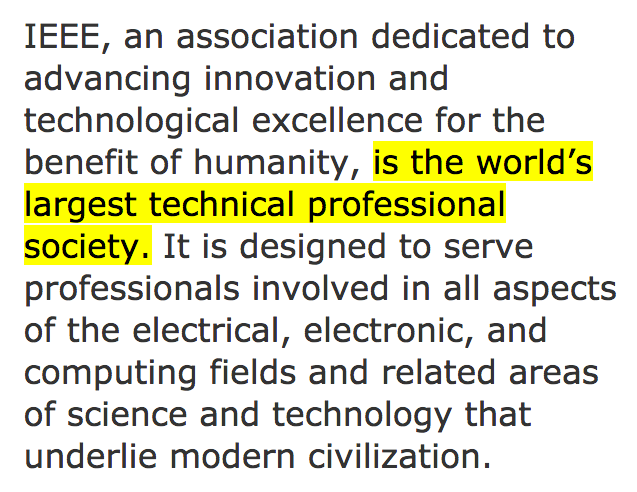 IEEE, an association dedicated to
advancing innovation and
technological excellence for the
benefit of humanity, is the world’s
largest technical professional
society. It is designed to serve
professionals involved in all aspects
of the electrical, electronic, and
computing fields and related areas
of science and technology that
underlie modern civilization.